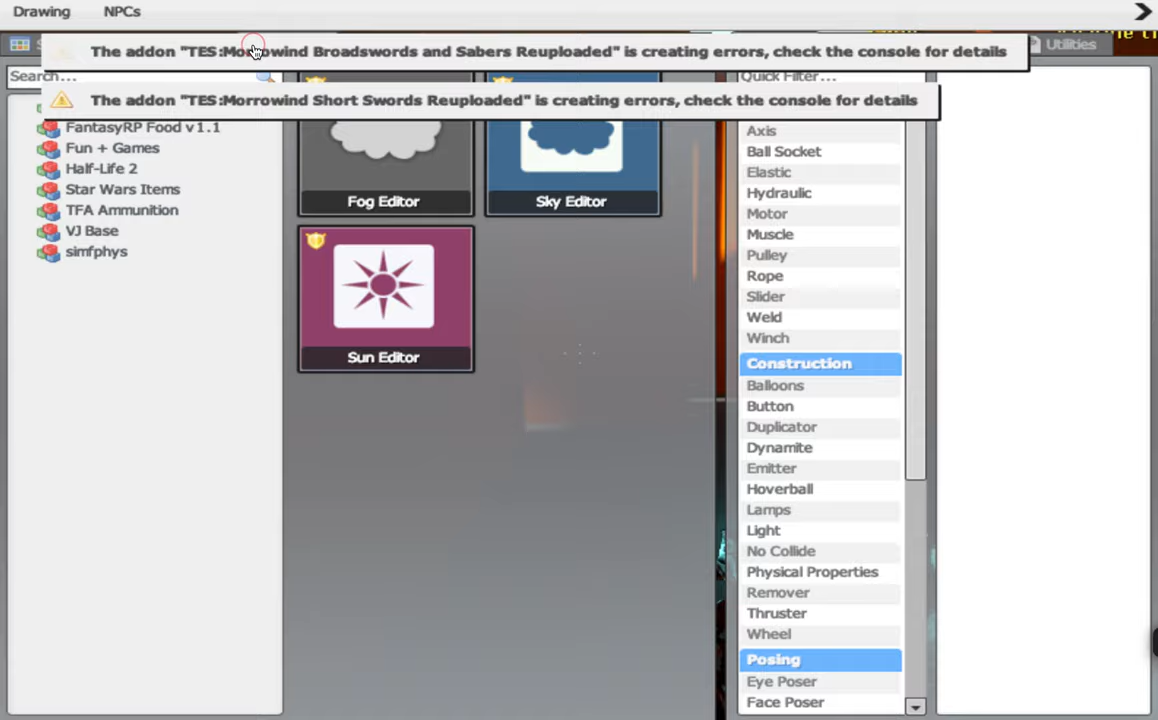 Drawing NPCs
The addon "TES:Morrowind Broadswords and Sabers Reuploaded" is creating errors, check the console for details
Utilities
Search...
Quick Filter...
The addon "TES:Morrowind Short Swords Reuploaded" is creating errors, check the console for details
FantasyRP Food v1.1
Fun + Games
Half-Life 2
Star Wars Items
TFA Ammunition
VJ Base
simfphys
Fog Editor
Sky Editor
Sun Editor
Axis
Ball Socket
Elastic
Hydraulic
Motor
Muscle
Pulley
Rope
Slider
Weld
Winch
Construction
Balloons
Button
Duplicator
Dynamite
Emitter
Hoverball
Lamps
Light
No Collide
Physical Properties
Remover
Thruster
Wheel
Posing
Eye Poser
Face Poser